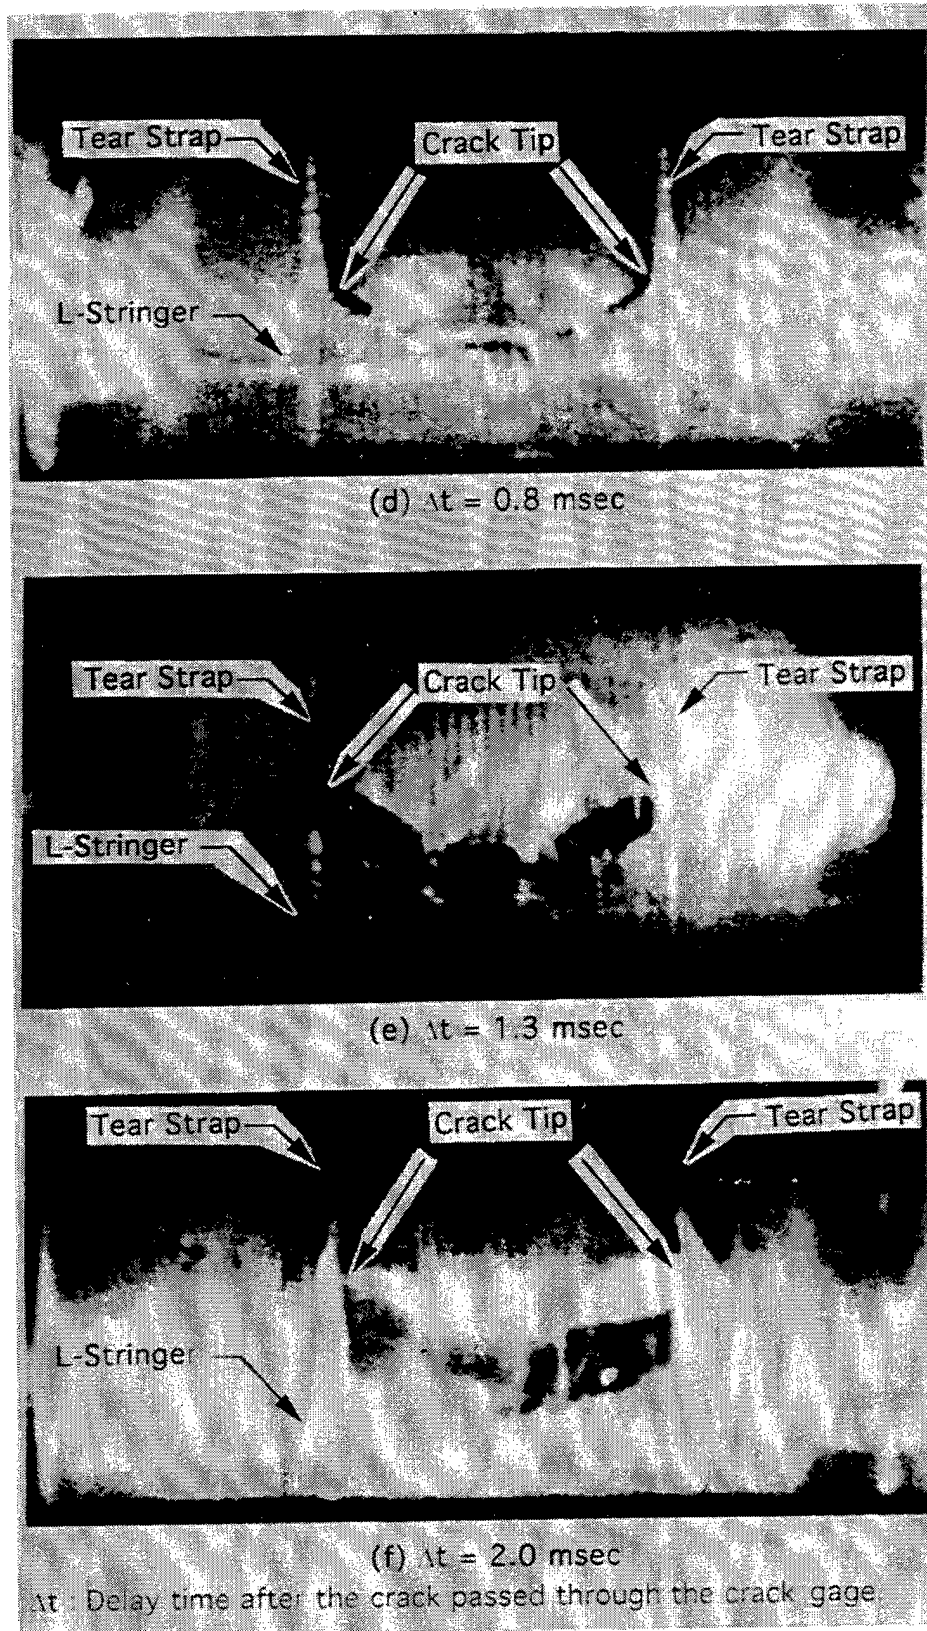 Tear Strap
Crack Tip
Tear Strap
L-Stringer
(d) Δt = 0.8 msec
Tear Strap
Crack Tip
Tear Strap
L-Stringer
(e) Δt = 1.3 msec
Tear Strap
Crack Tip
Tear Strap
L-Stringer
(f) Δt = 2.0 msec
Δt : Delay time after the crack passed through the crack gage